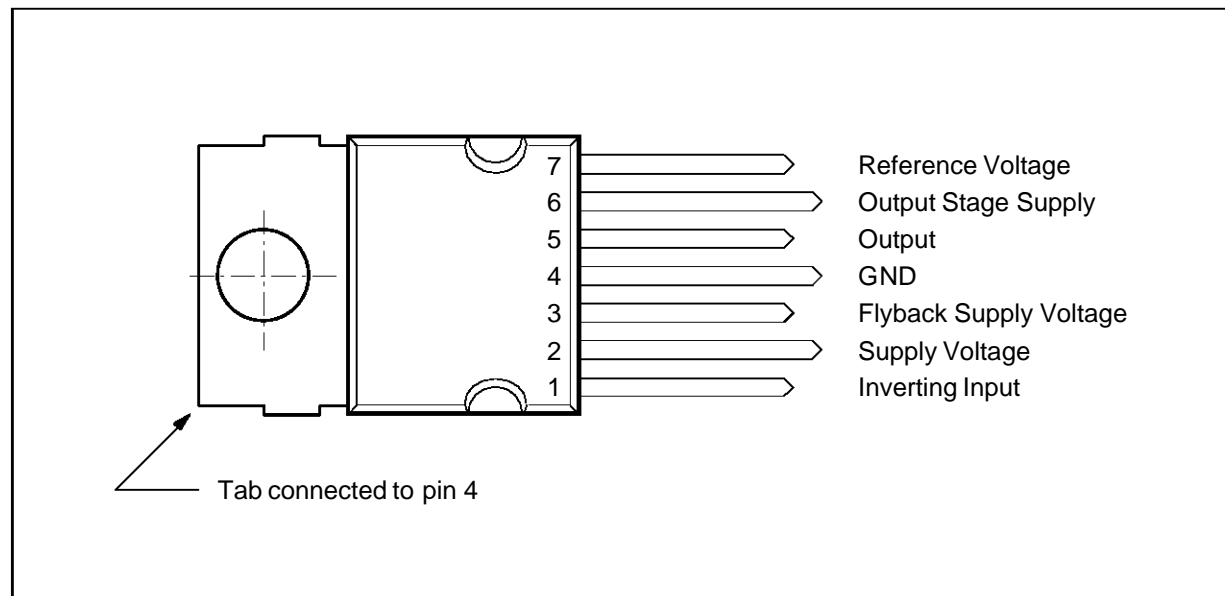 7 Reference Voltage
6 Output Stage Supply
5 Output
4 GND
3 Flyback Supply Voltage
2 Supply Voltage
1 Inverting Input
Tab connected to pin 4